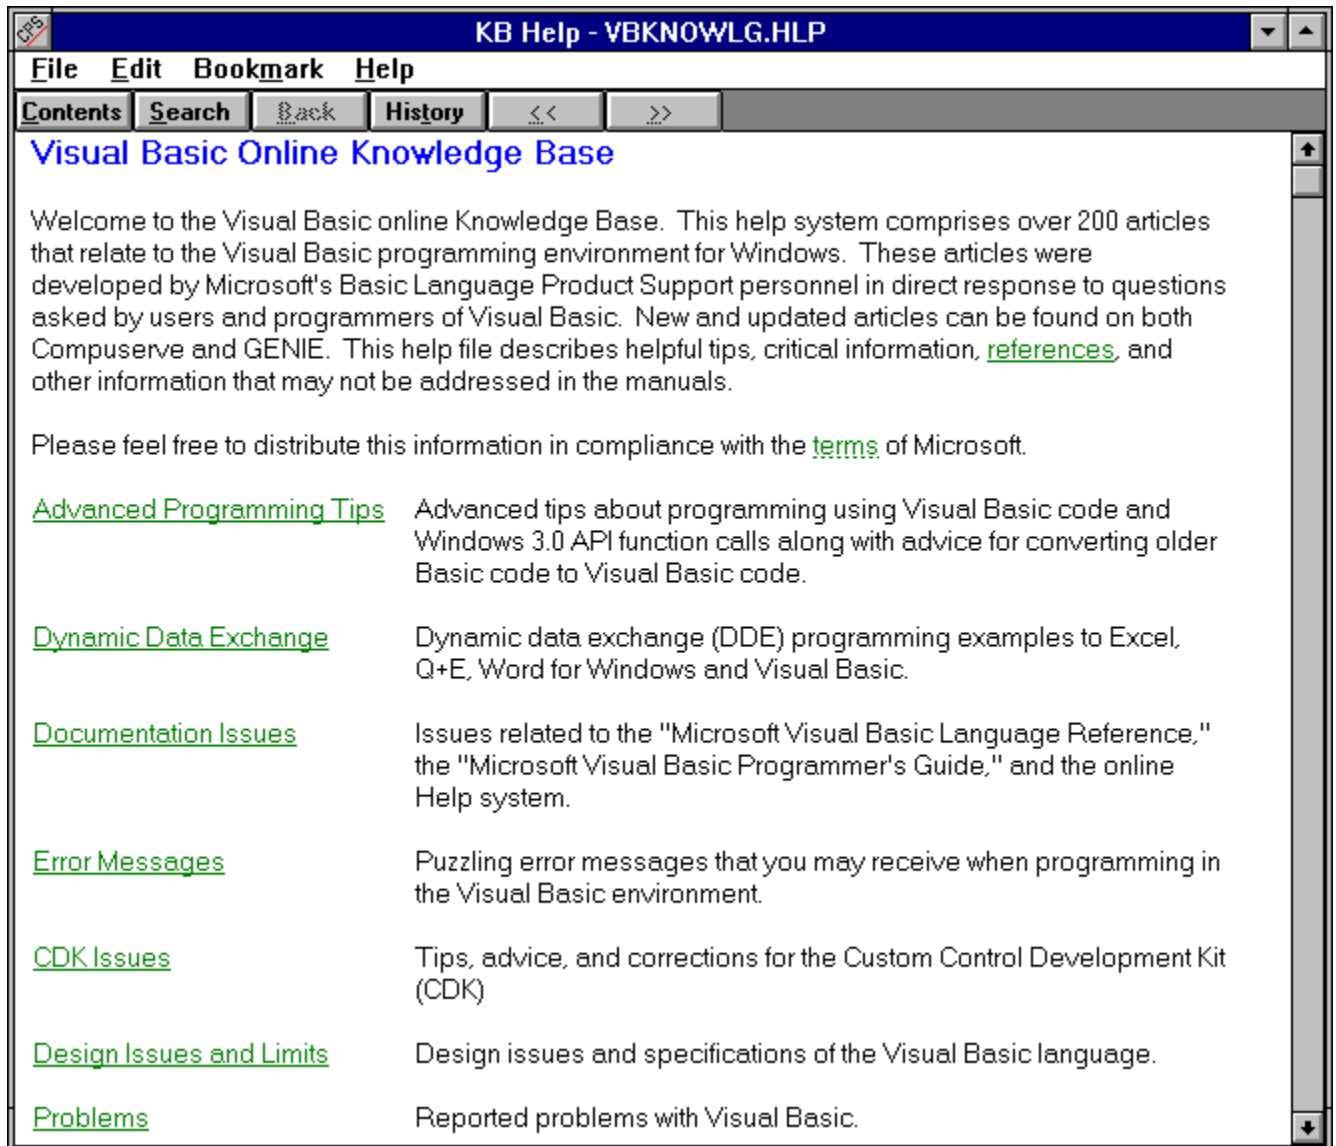 CPS
KB Help - VBKNOWLG.HLP
File Edit Bookmark Help
Contents Search Back History << >>
Visual Basic Online Knowledge Base
Welcome to the Visual Basic online Knowledge Base. This help system comprises over 200 articles
that relate to the Visual Basic programming environment for Windows. These articles were
developed by Microsoft's Basic Language Product Support personnel in direct response to questions
asked by users and programmers of Visual Basic. New and updated articles can be found on both
Compuserve and GENIE. This help file describes helpful tips, critical information, references, and
other information that may not be addressed in the manuals.
Please feel free to distribute this information in compliance with the terms of Microsoft.
Advanced Programming Tips Advanced tips about programming using Visual Basic code and
Windows 3.0 API function calls along with advice for converting older
Basic code to Visual Basic code.
Dynamic Data Exchange Dynamic data exchange (DDE) programming examples to Excel,
Q+E, Word for Windows and Visual Basic.
Documentation Issues Issues related to the "Microsoft Visual Basic Language Reference,"
the "Microsoft Visual Basic Programmer's Guide," and the online
Help system.
Error Messages Puzzling error messages that you may receive when programming in
the Visual Basic environment.
CDK Issues Tips, advice, and corrections for the Custom Control Development Kit
(CDK)
Design Issues and Limits Design issues and specifications of the Visual Basic language.
Problems Reported problems with Visual Basic.